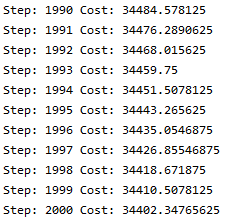 Step: 1990 Cost: 34484.578125
Step: 1991 Cost: 34476.2890625
Step: 1992 Cost: 34468.015625
Step: 1993 Cost: 34459.75
Step: 1994 Cost: 34451.5078125
Step: 1995 Cost: 34443.265625
Step: 1996 Cost: 34435.0546875
Step: 1997 Cost: 34426.85546875
Step: 1998 Cost: 34418.671875
Step: 1999 Cost: 34410.5078125
Step: 2000 Cost: 34402.34765625